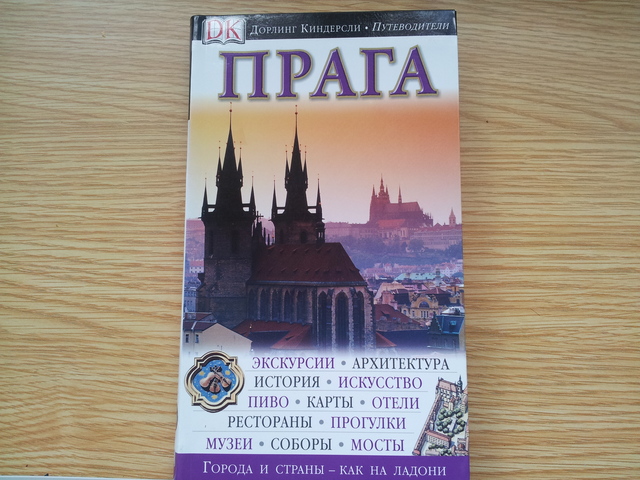 DK Дорлинг Киндерсли • Путеводители
ПРАГА
ЭКСКУРСИИ • АРХИТЕКТУРА
ИСТОРИЯ • ИСКУССТВО
ПИВО • КАРТЫ • ОТЕЛИ
РЕСТОРАНЫ • ПРОГУЛКИ
МУЗЕИ • СОБОРЫ • МОСТЫ
Города и страны – как на ладони